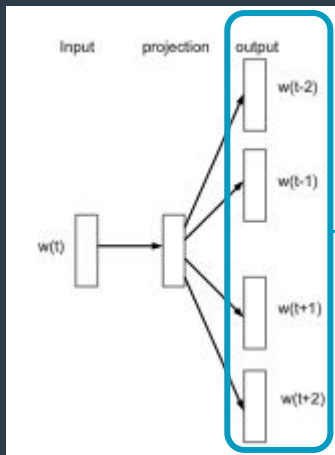 Input projection output
w(t-2)
w(t-1)
w(t)
w(t+1)
w(t+2)